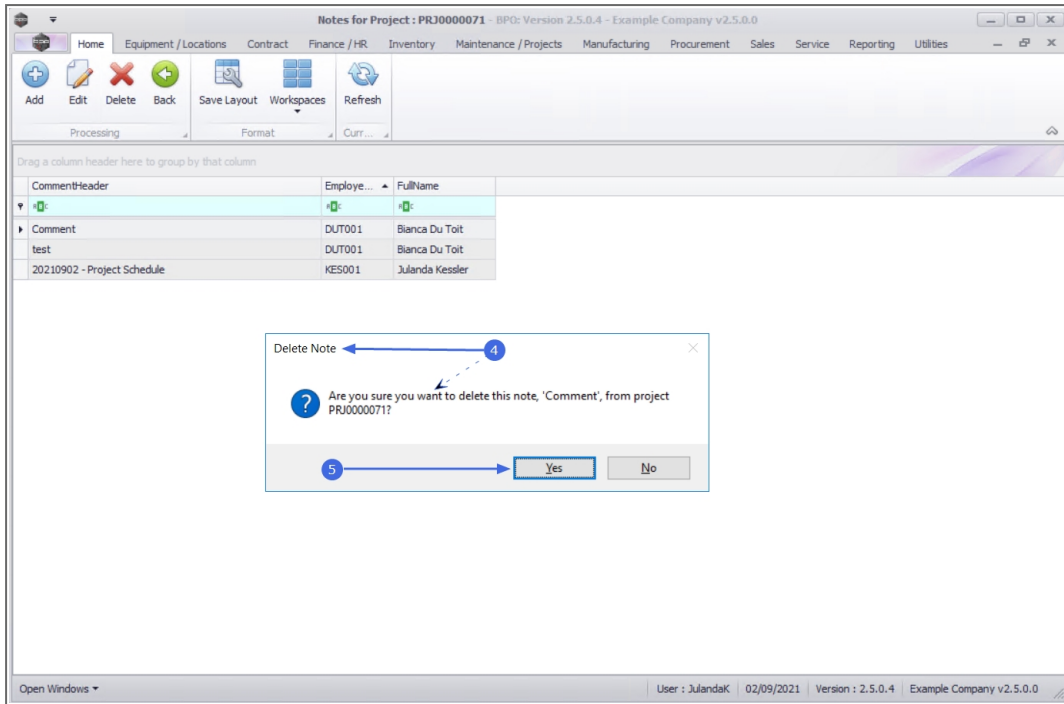 Notes for Project : PRJ0000071 - BPO: Version 2.5.0.4 - Example Company v2.5.0.0
Home Equipment / Locations Contract Finance / HR Inventory Maintenance / Projects Manufacturing Procurement Sales Service Reporting Utilities
Add Edit Delete Back Save Layout Workspaces Refresh
Processing Format Curr...
Drag a column header here to group by that column
CommentHeader Employe... FullName
Comment DUT001 Bianca Du Toit
test DUT001 Bianca Du Toit
20210902 - Project Schedule KES001 Julanda Kessler
Delete Note 4
Are you sure you want to delete this note, 'Comment', from project
PRJ0000071?
5 Yes No
Open Windows User : JulandaK 02/09/2021 Version : 2.5.0.4 Example Company v2.5.0.0